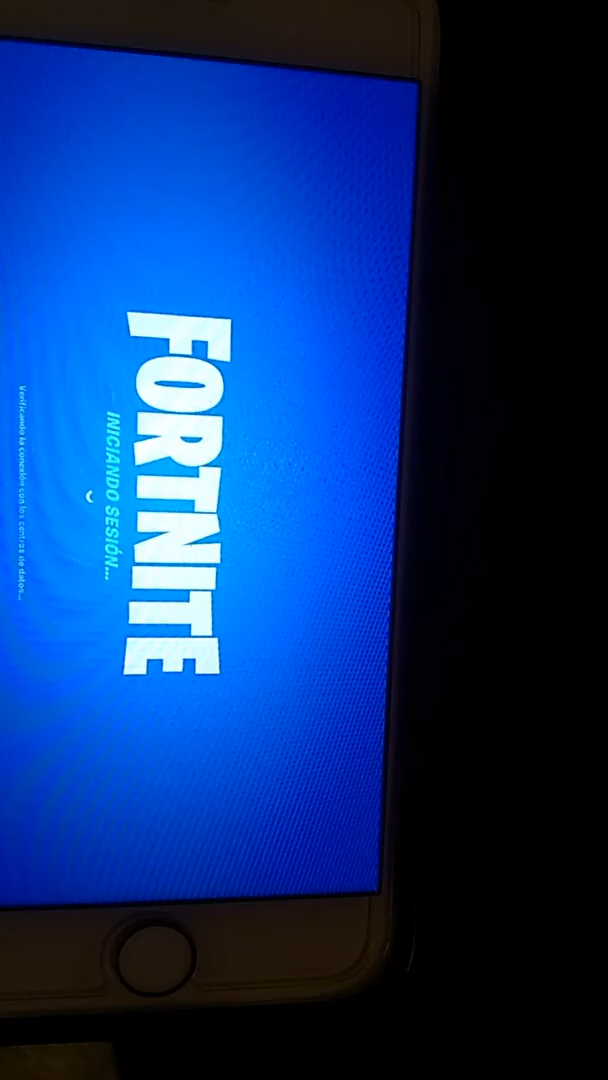 FORTNITE
INICIANDO SESIÓN...
Verificando la conexión con los centros de datos...